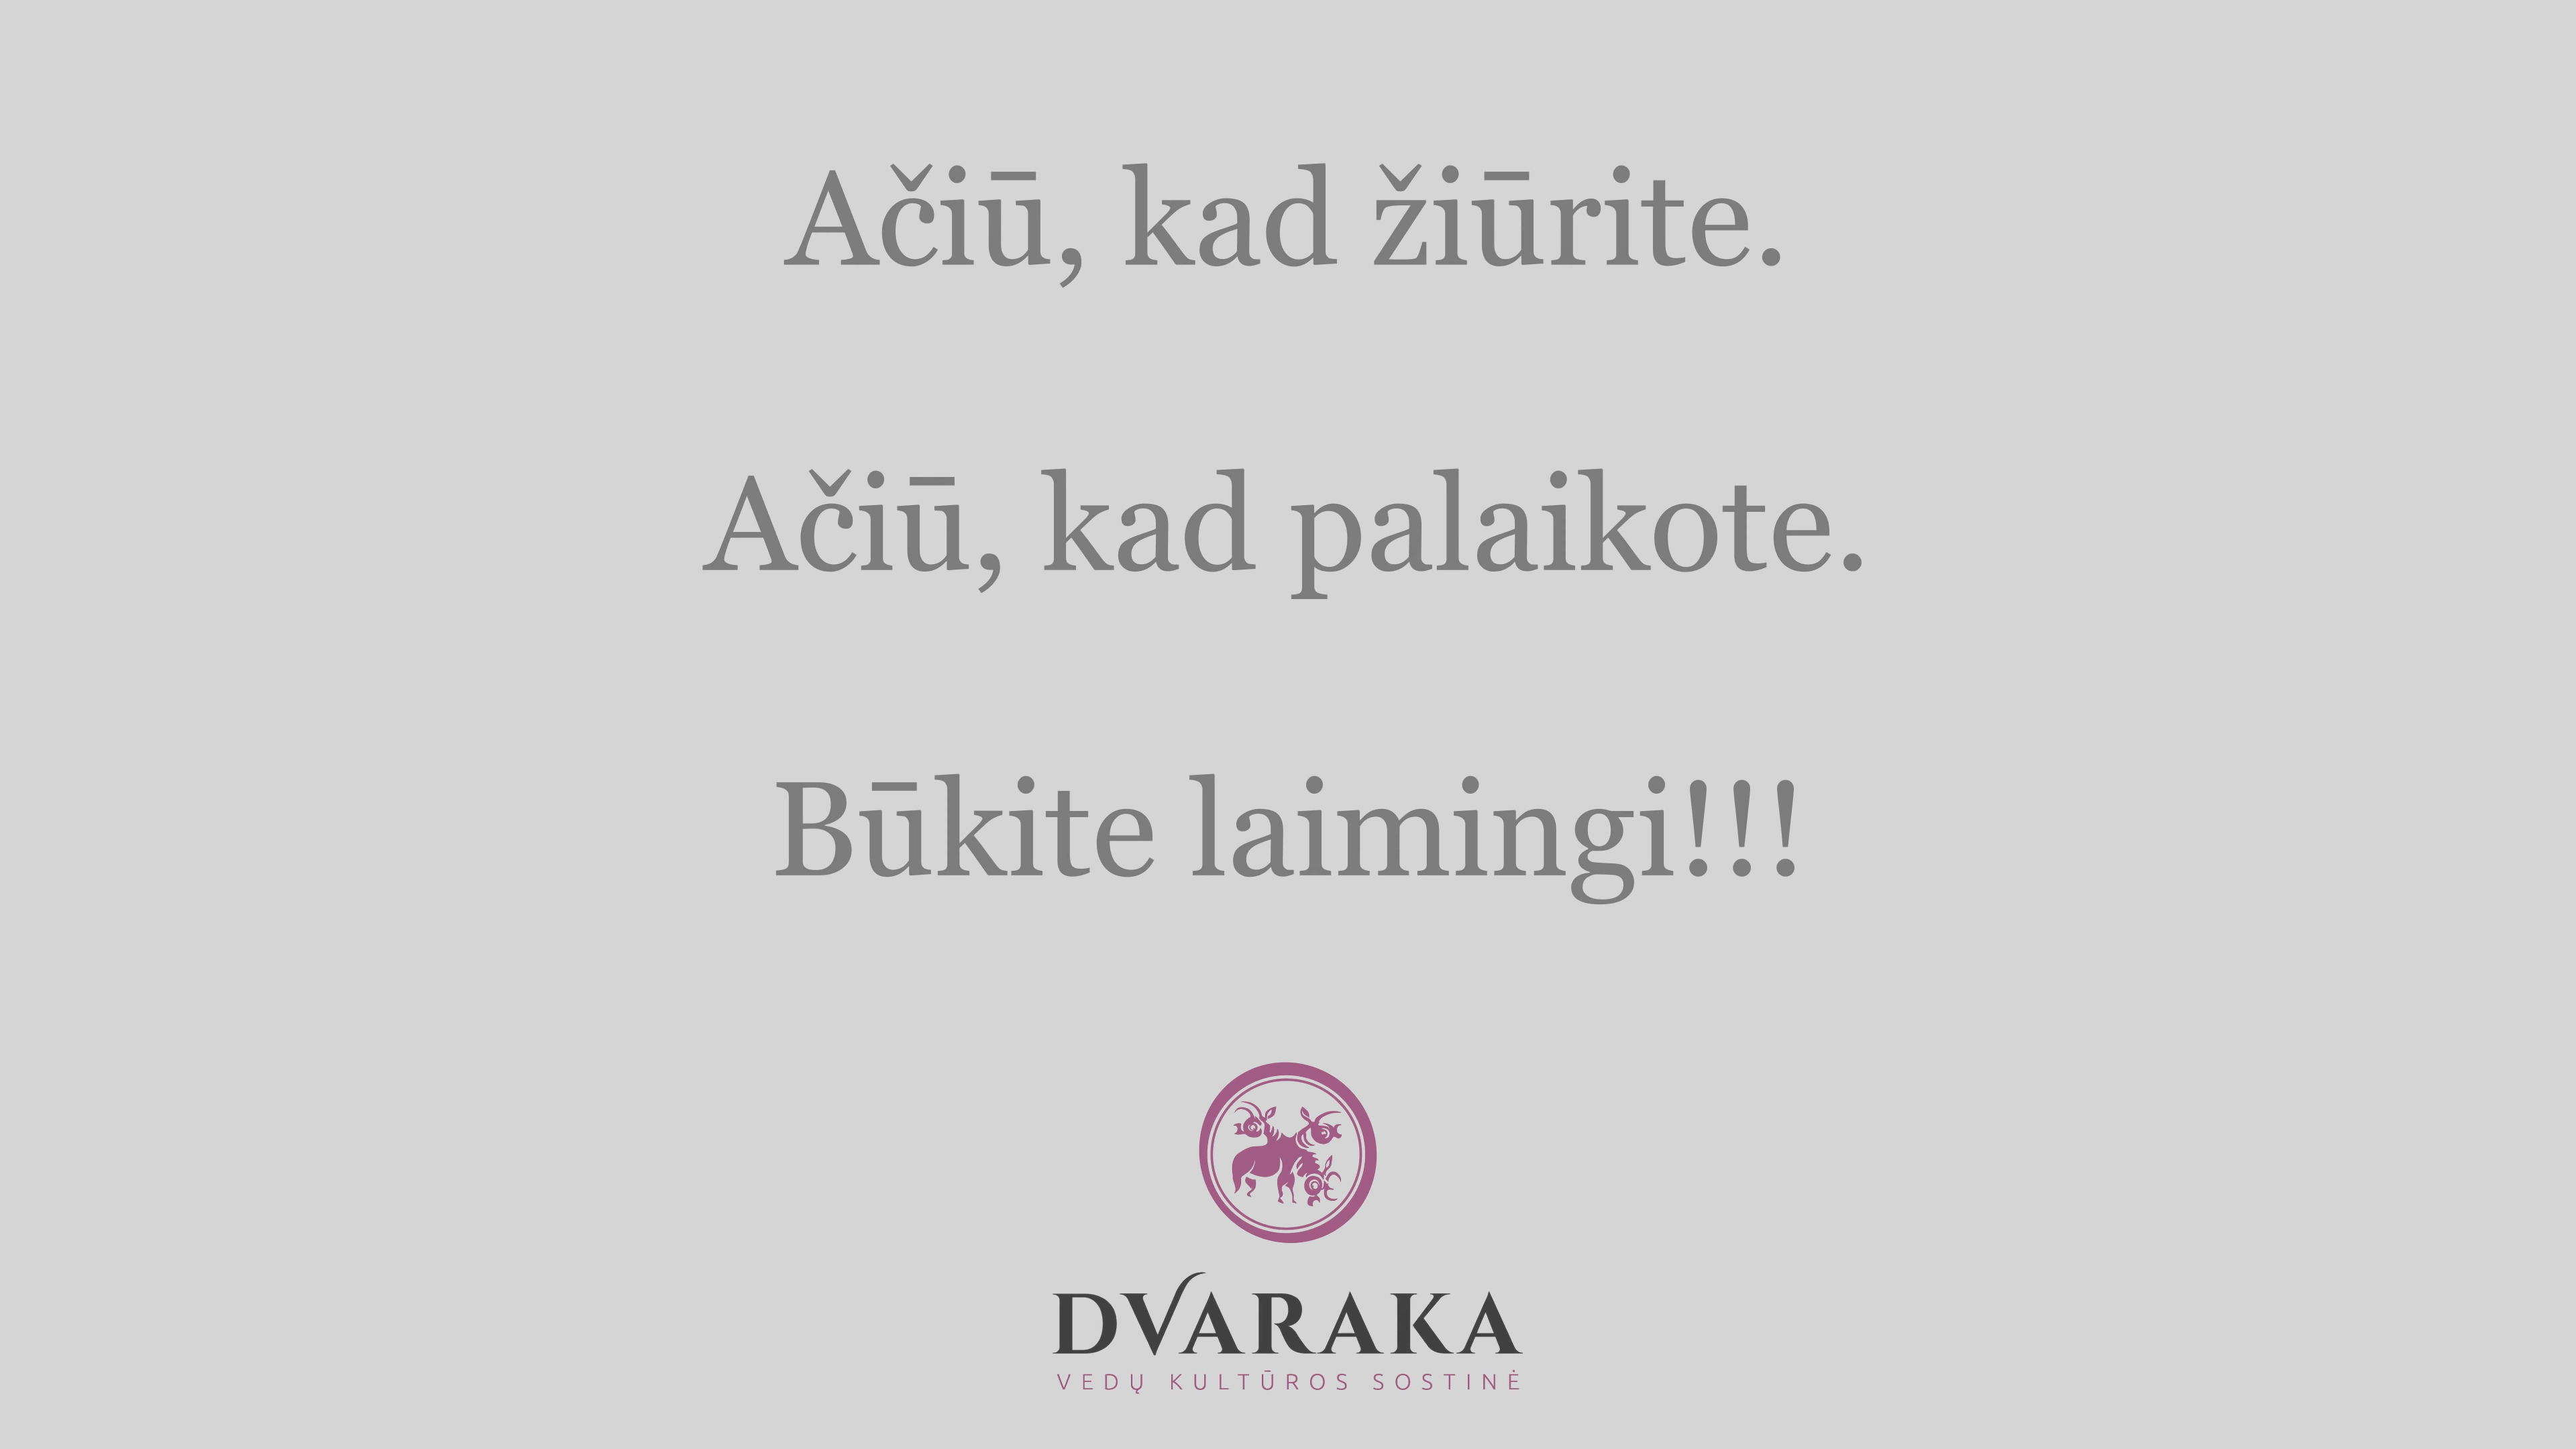 Ačiū, kad žiūrite.
Ačiū, kad palaikote.
Būkite laimingi!!!
DVARAKA
VEDŲ KULTŪROS SOSTINĖ